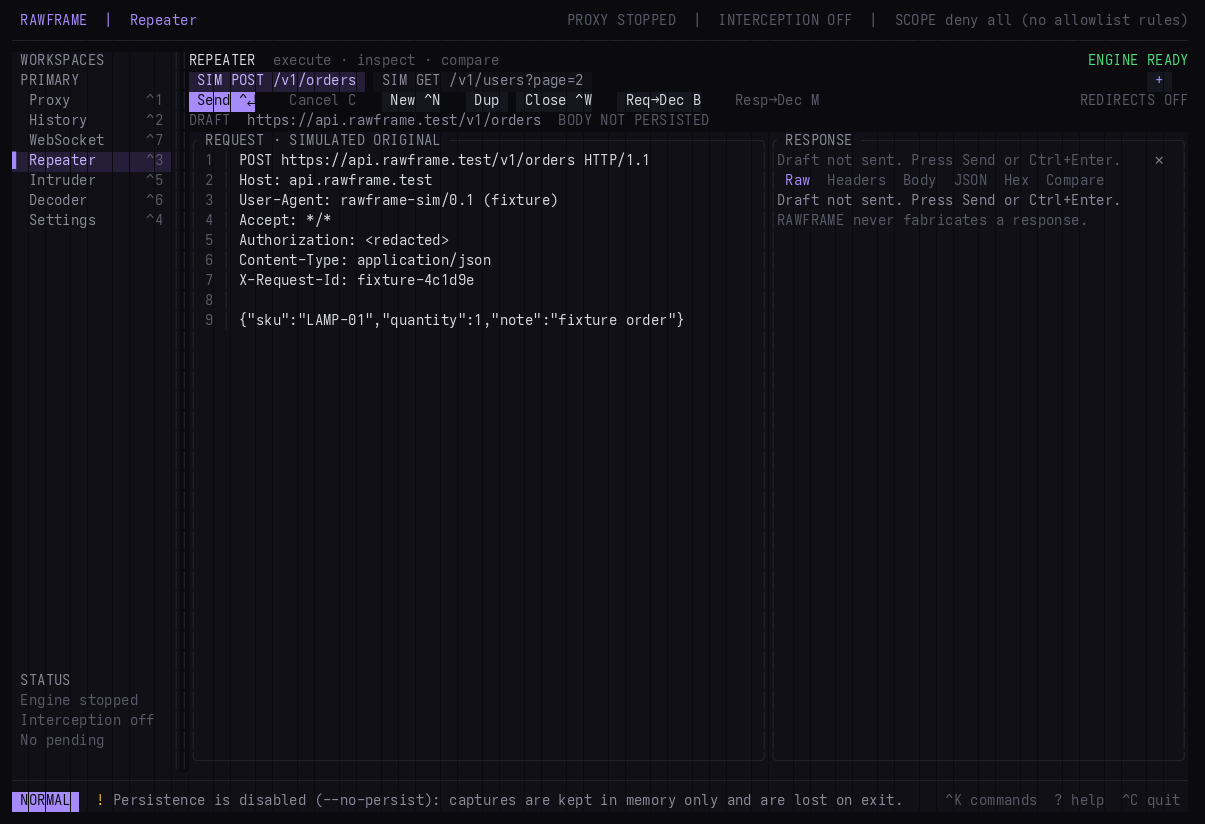 RAWFRAME | Repeater PROXY STOPPED | INTERCEPTION OFF | SCOPE deny all (no allowlist rules)
WORKSPACES
PRIMARY
Proxy ^1
History ^2
WebSocket ^7
Repeater ^3
Intruder ^5
Decoder ^6
Settings ^4
REPEATER execute · inspect · compare ENGINE READY
SIM POST /v1/orders SIM GET /v1/users?page=2 +
Send ^↵ Cancel C New ^N Dup Close ^W Req→Dec B Resp→Dec M REDIRECTS OFF
DRAFT https://api.rawframe.test/v1/orders BODY NOT PERSISTED
REQUEST · SIMULATED ORIGINAL
1 POST https://api.rawframe.test/v1/orders HTTP/1.1
2 Host: api.rawframe.test
3 User-Agent: rawframe-sim/0.1 (fixture)
4 Accept: */*
5 Authorization: <redacted>
6 Content-Type: application/json
7 X-Request-Id: fixture-4c1d9e
8
9 {"sku":"LAMP-01","quantity":1,"note":"fixture order"}
RESPONSE
Draft not sent. Press Send or Ctrl+Enter. ×
Raw Headers Body JSON Hex Compare
Draft not sent. Press Send or Ctrl+Enter.
RAWFRAME never fabricates a response.
STATUS
Engine stopped
Interception off
No pending
NORMAL ! Persistence is disabled (--no-persist): captures are kept in memory only and are lost on exit. ^K commands ? help ^C quit